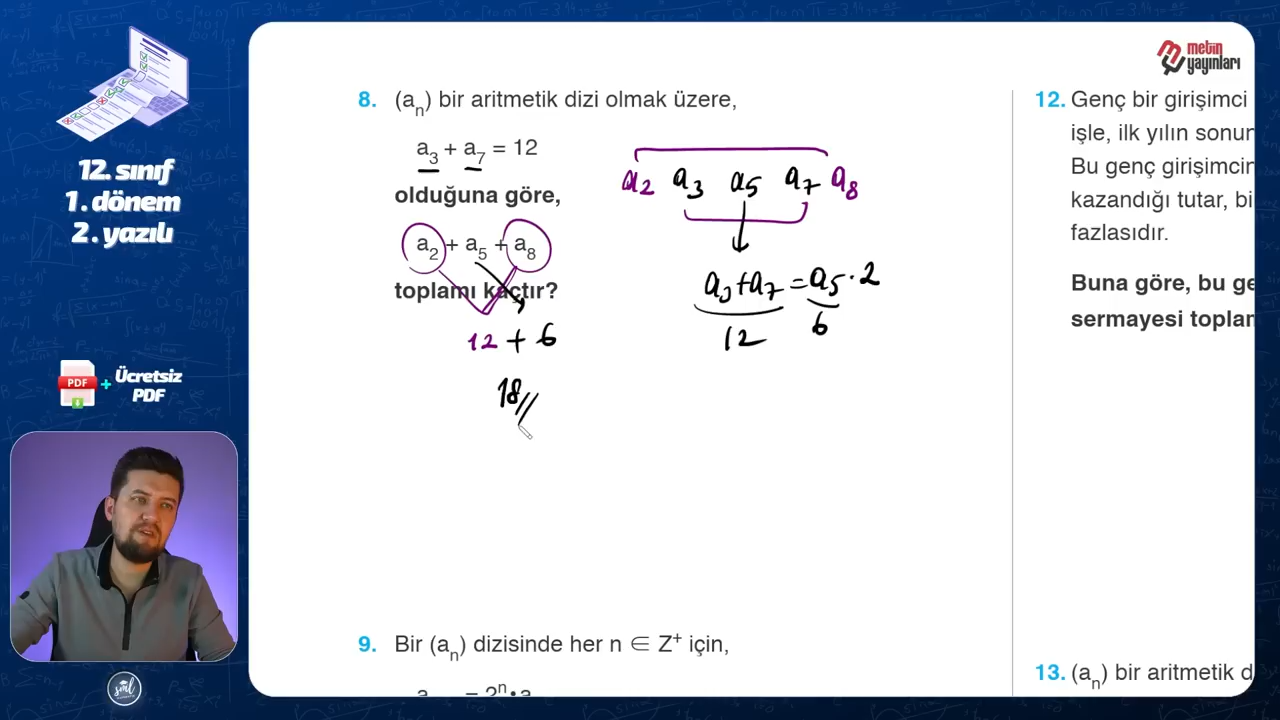 metin
yayınları
12. sınıf
1. dönem
2. yazılı
PDF
+ Ücretsiz
PDF
sml
8. (aₙ) bir aritmetik dizi olmak üzere,
a₃ + a₇ = 12
olduğuna göre,
a₂ + a₅ + a₈
toplamı kaçtır?
12 + 6
18//
a₂ a₃ a₅ a₇ a₈
a₃+a₇ = a₅ · 2
12 6
9. Bir (aₙ) dizisinde her n ∈ Z⁺ için,
= 2ⁿ·a
12. Genç bir girişimci
işle, ilk yılın sonun
Bu genç girişimcin
kazandığı tutar, bi
fazlasıdır.
Buna göre, bu ge
sermayesi toplan
13. (aₙ) bir aritmetik d